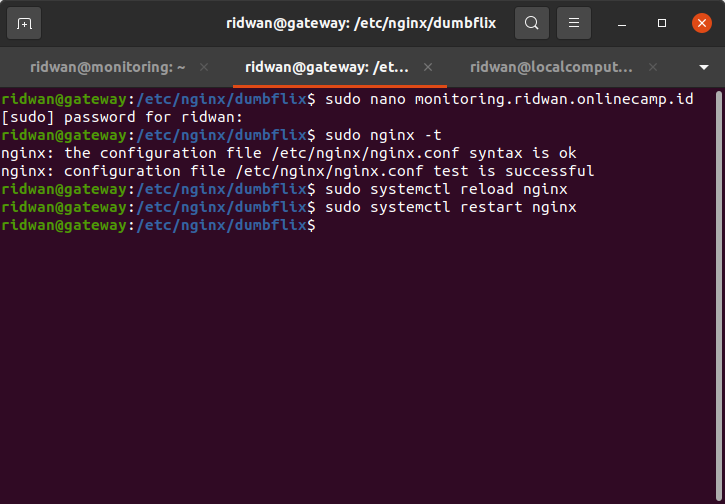 ridwan@gateway: /etc/nginx/dumbflix
ridwan@monitoring: ~
ridwan@gateway: /et...
ridwan@localcomput...
ridwan@gateway:/etc/nginx/dumbflix$ sudo nano monitoring.ridwan.onlinecamp.id
[sudo] password for ridwan:
ridwan@gateway:/etc/nginx/dumbflix$ sudo nginx -t
nginx: the configuration file /etc/nginx/nginx.conf syntax is ok
nginx: configuration file /etc/nginx/nginx.conf test is successful
ridwan@gateway:/etc/nginx/dumbflix$ sudo systemctl reload nginx
ridwan@gateway:/etc/nginx/dumbflix$ sudo systemctl restart nginx
ridwan@gateway:/etc/nginx/dumbflix$